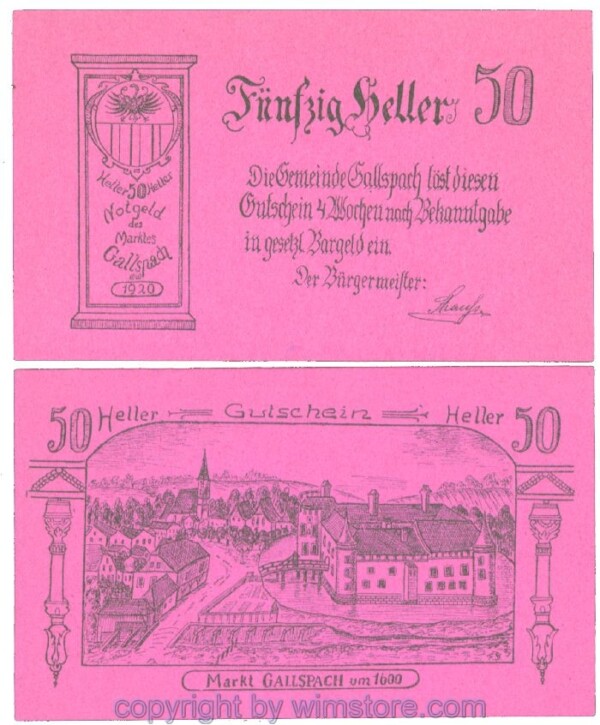 Heller 50 Heller
Notgeld
des
Marktes
Gallspach
1920
Fünfzig Heller 50
Die Gemeinde Gallspach löst diesen
Gutschein 4 Wochen nach Bekanntgabe
in gesetzl Bargeld ein.
Der Bürgermeister:
50 Heller Gutschein Heller 50
Markt GALLSPACH um 1600
copyright by wimstore.com